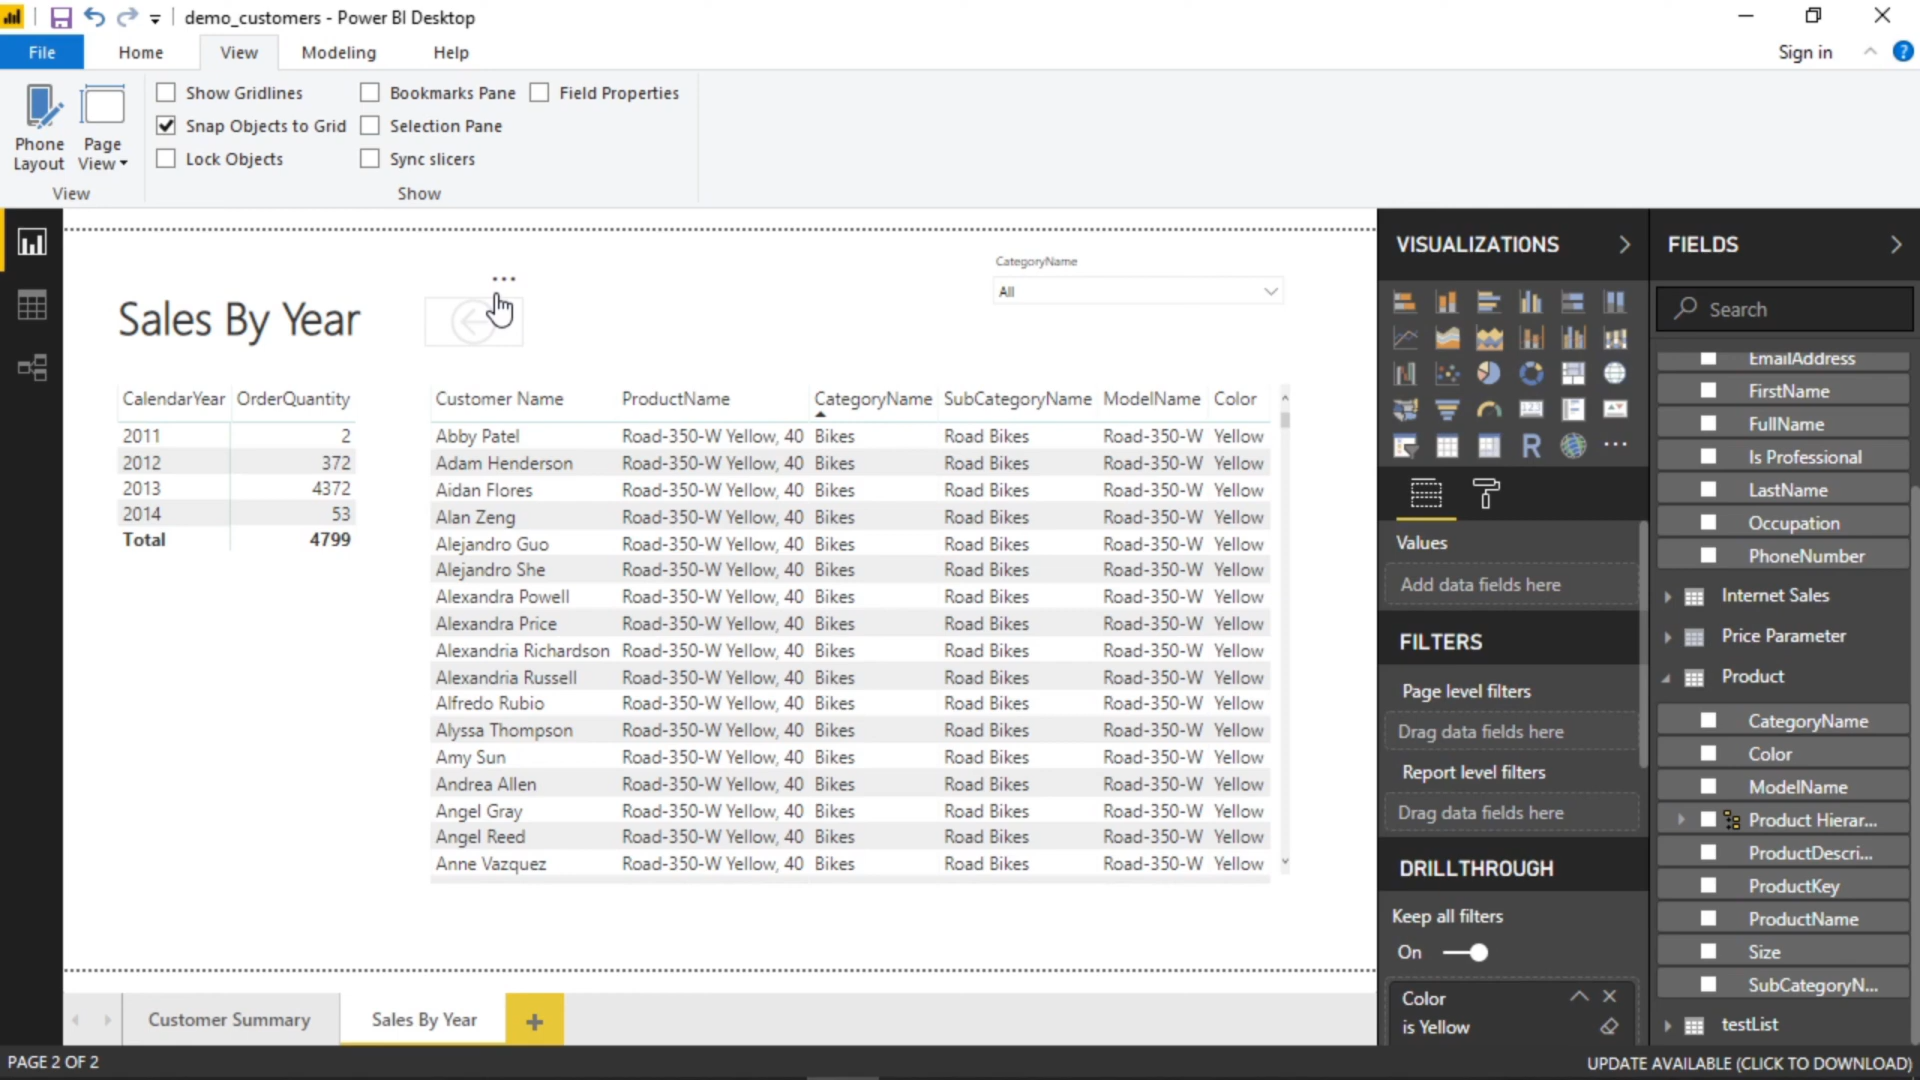 demo_customers - Power BI Desktop
File Home View Modeling Help Sign in ?
Phone Layout
Page View
Show Gridlines
Snap Objects to Grid
Lock Objects
Bookmarks Pane
Selection Pane
Sync slicers
Field Properties
View
Show
Sales By Year
CategoryName
All
CalendarYear OrderQuantity
2011 2
2012 372
2013 4372
2014 53
Total 4799
Customer Name ProductName CategoryName SubCategoryName ModelName Color
Abby Patel Road-350-W Yellow, 40 Bikes Road Bikes Road-350-W Yellow
Adam Henderson Road-350-W Yellow, 40 Bikes Road Bikes Road-350-W Yellow
Aidan Flores Road-350-W Yellow, 40 Bikes Road Bikes Road-350-W Yellow
Alan Zeng Road-350-W Yellow, 40 Bikes Road Bikes Road-350-W Yellow
Alejandro Guo Road-350-W Yellow, 40 Bikes Road Bikes Road-350-W Yellow
Alejandro She Road-350-W Yellow, 40 Bikes Road Bikes Road-350-W Yellow
Alexandra Powell Road-350-W Yellow, 40 Bikes Road Bikes Road-350-W Yellow
Alexandra Price Road-350-W Yellow, 40 Bikes Road Bikes Road-350-W Yellow
Alexandria Richardson Road-350-W Yellow, 40 Bikes Road Bikes Road-350-W Yellow
Alexandria Russell Road-350-W Yellow, 40 Bikes Road Bikes Road-350-W Yellow
Alfredo Rubio Road-350-W Yellow, 40 Bikes Road Bikes Road-350-W Yellow
Alyssa Thompson Road-350-W Yellow, 40 Bikes Road Bikes Road-350-W Yellow
Amy Sun Road-350-W Yellow, 40 Bikes Road Bikes Road-350-W Yellow
Andrea Allen Road-350-W Yellow, 40 Bikes Road Bikes Road-350-W Yellow
Angel Gray Road-350-W Yellow, 40 Bikes Road Bikes Road-350-W Yellow
Angel Reed Road-350-W Yellow, 40 Bikes Road Bikes Road-350-W Yellow
Anne Vazquez Road-350-W Yellow, 40 Bikes Road Bikes Road-350-W Yellow
VISUALIZATIONS
R
Values
Add data fields here
FILTERS
Page level filters
Drag data fields here
Report level filters
Drag data fields here
DRILLTHROUGH
Keep all filters
On
Color
is Yellow
FIELDS
Search
EmailAddress
FirstName
FullName
Is Professional
LastName
Occupation
PhoneNumber
Internet Sales
Price Parameter
Product
CategoryName
Color
ModelName
Product Hierar...
ProductDescri...
ProductKey
ProductName
Size
SubCategoryN...
testList
Customer Summary Sales By Year +
PAGE 2 OF 2
UPDATE AVAILABLE (CLICK TO DOWNLOAD)